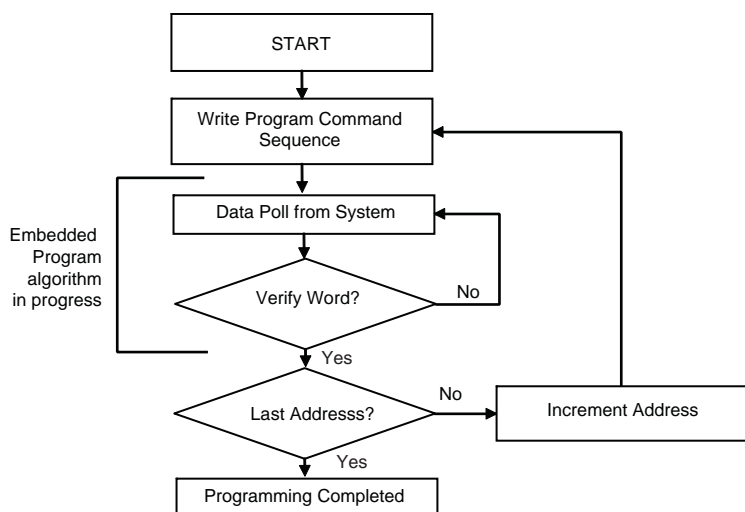 START
Write Program Command
Sequence
Data Poll from System
Embedded
Program
algorithm
in progress
Verify Word?
No
Yes
Last Addresss?
No
Increment Address
Yes
Programming Completed